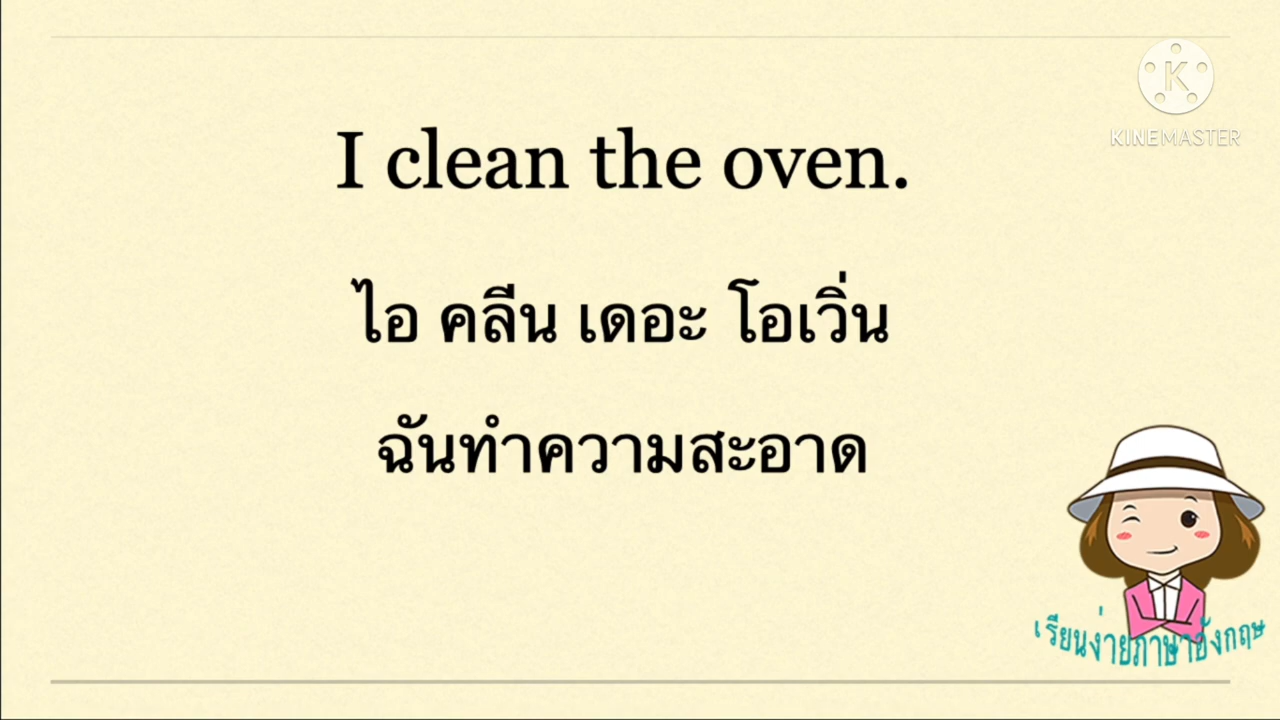 K
KINEMASTER
I clean the oven.
ไอ คลีน เดอะ โอเวิ่น
ฉันทำความสะอาด
เรียนง่ายภาษาอังกฤษ